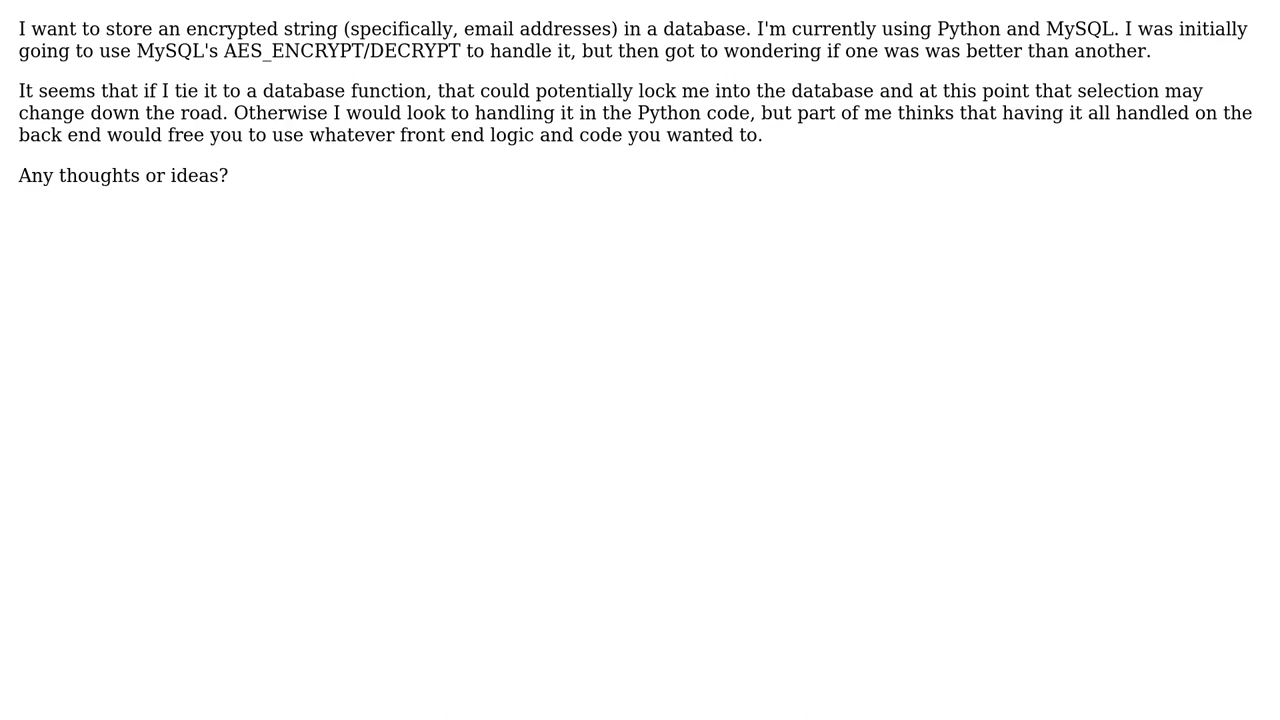 I want to store an encrypted string (specifically, email addresses) in a database. I'm currently using Python and MySQL. I was initially
going to use MySQL's AES_ENCRYPT/DECRYPT to handle it, but then got to wondering if one was was better than another.
It seems that if I tie it to a database function, that could potentially lock me into the database and at this point that selection may
change down the road. Otherwise I would look to handling it in the Python code, but part of me thinks that having it all handled on the
back end would free you to use whatever front end logic and code you wanted to.
Any thoughts or ideas?